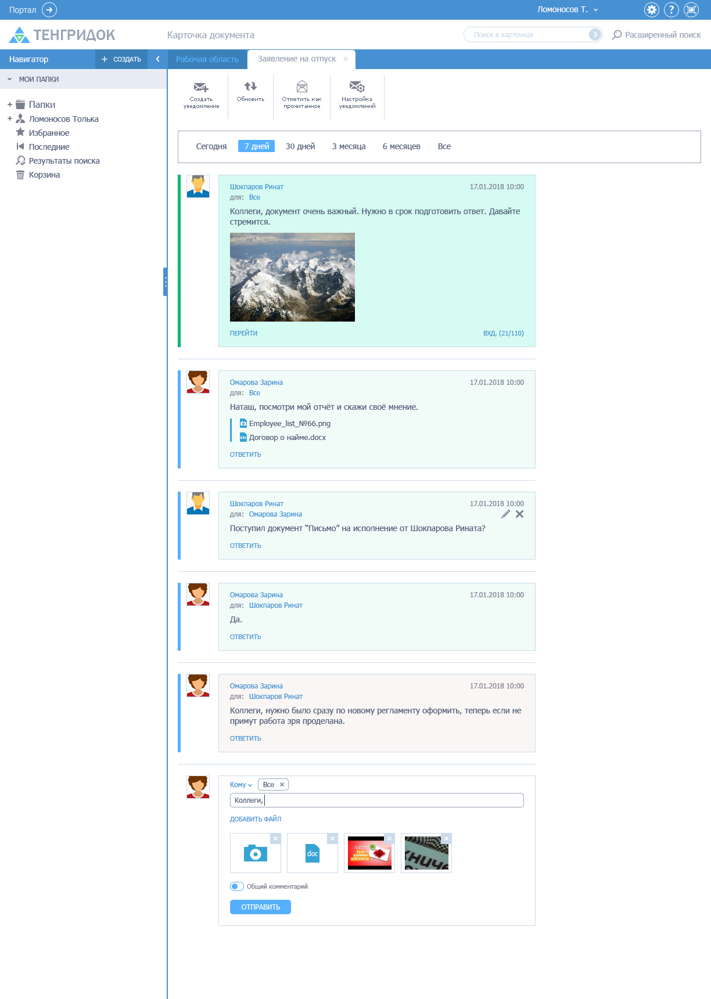 Портал
Ломоносов Т.
ТЕНГРИДОК
Карточка документа
Поиск в карточках
Расширенный поиск
Навигатор
СОЗДАТЬ
Рабочая область
Заявление на отпуск
МОИ ПАПКИ
Папки
Ломоносов Толька
Избранное
Последние
Результаты поиска
Корзина
Создать
уведомление
Обновить
Отметить как
прочитанное
Настройка
уведомлений
Сегодня
7 дней
30 дней
3 месяца
6 месяцев
Все
Шокпаров Ринат
17.01.2018 10:00
для: Все
Коллеги, документ очень важный. Нужно в срок подготовить ответ. Давайте
стремится.
ПЕРЕЙТИ
ВХД. (21/110)
Омарова Зарина
17.01.2018 10:00
для: Все
Наташ, посмотри мой отчёт и скажи своё мнение.
Employee_list_№66.png
DOC
Договор о найме.docx
ОТВЕТИТЬ
Шокпаров Ринат
17.01.2018 10:00
для: Омарова Зарина
Поступил документ “Письмо” на исполнение от Шокпарова Рината?
ОТВЕТИТЬ
Омарова Зарина
17.01.2018 10:00
для: Шокпаров Ринат
Да.
ОТВЕТИТЬ
Омарова Зарина
17.01.2018 10:00
для: Шокпаров Ринат
Коллеги, нужно было сразу по новому регламенту оформить, теперь если не
примут работа зря проделана.
ОТВЕТИТЬ
Кому
Все
Коллеги,
ДОБАВИТЬ ФАЙЛ
doc
E120
КАРМИН
ҚОСПАСЫ
ХНИЧЕ
Общий комментарий
ОТПРАВИТЬ